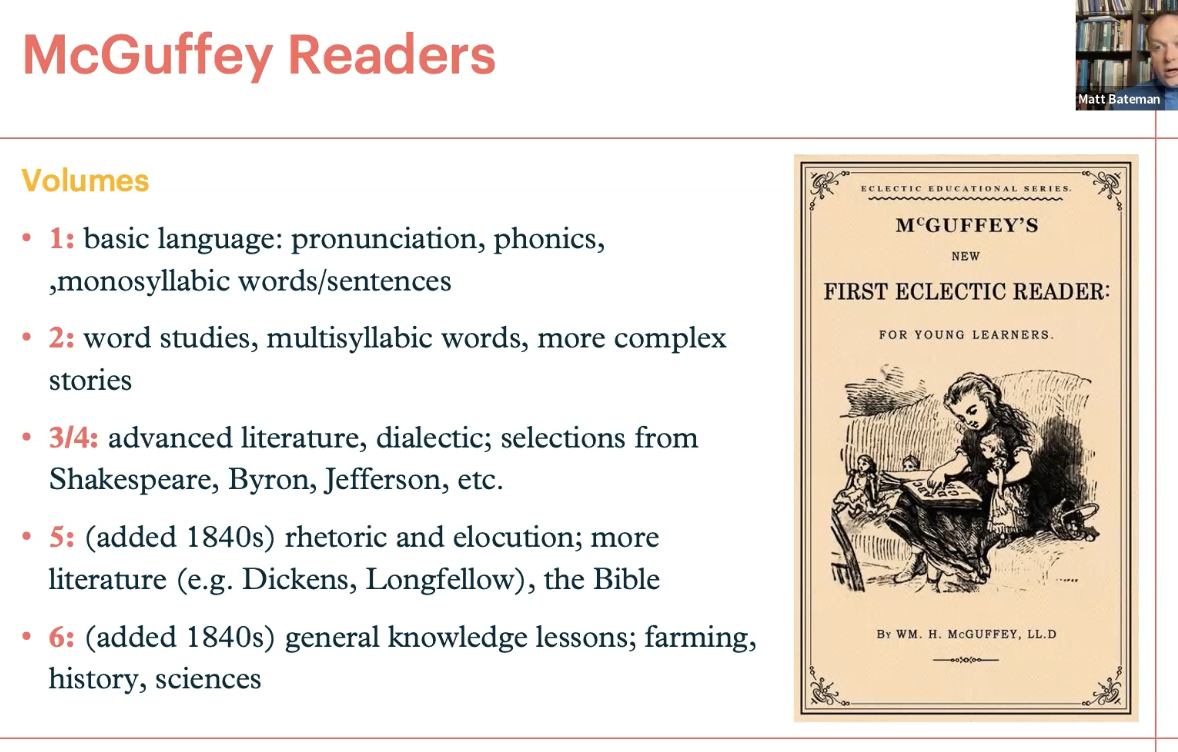 McGuffey Readers
Matt Bateman
Volumes
• 1: basic language: pronunciation, phonics,
,monosyllabic words/sentences
• 2: word studies, multisyllabic words, more complex
stories
• 3/4: advanced literature, dialectic; selections from
Shakespeare, Byron, Jefferson, etc.
• 5: (added 1840s) rhetoric and elocution; more
literature (e.g. Dickens, Longfellow), the Bible
• 6: (added 1840s) general knowledge lessons; farming,
history, sciences
ECLECTIC EDUCATIONAL SERIES.
McGUFFEY'S
NEW
FIRST ECLECTIC READER:
FOR YOUNG LEARNERS.
By WM. H. McGUFFEY, LL.D